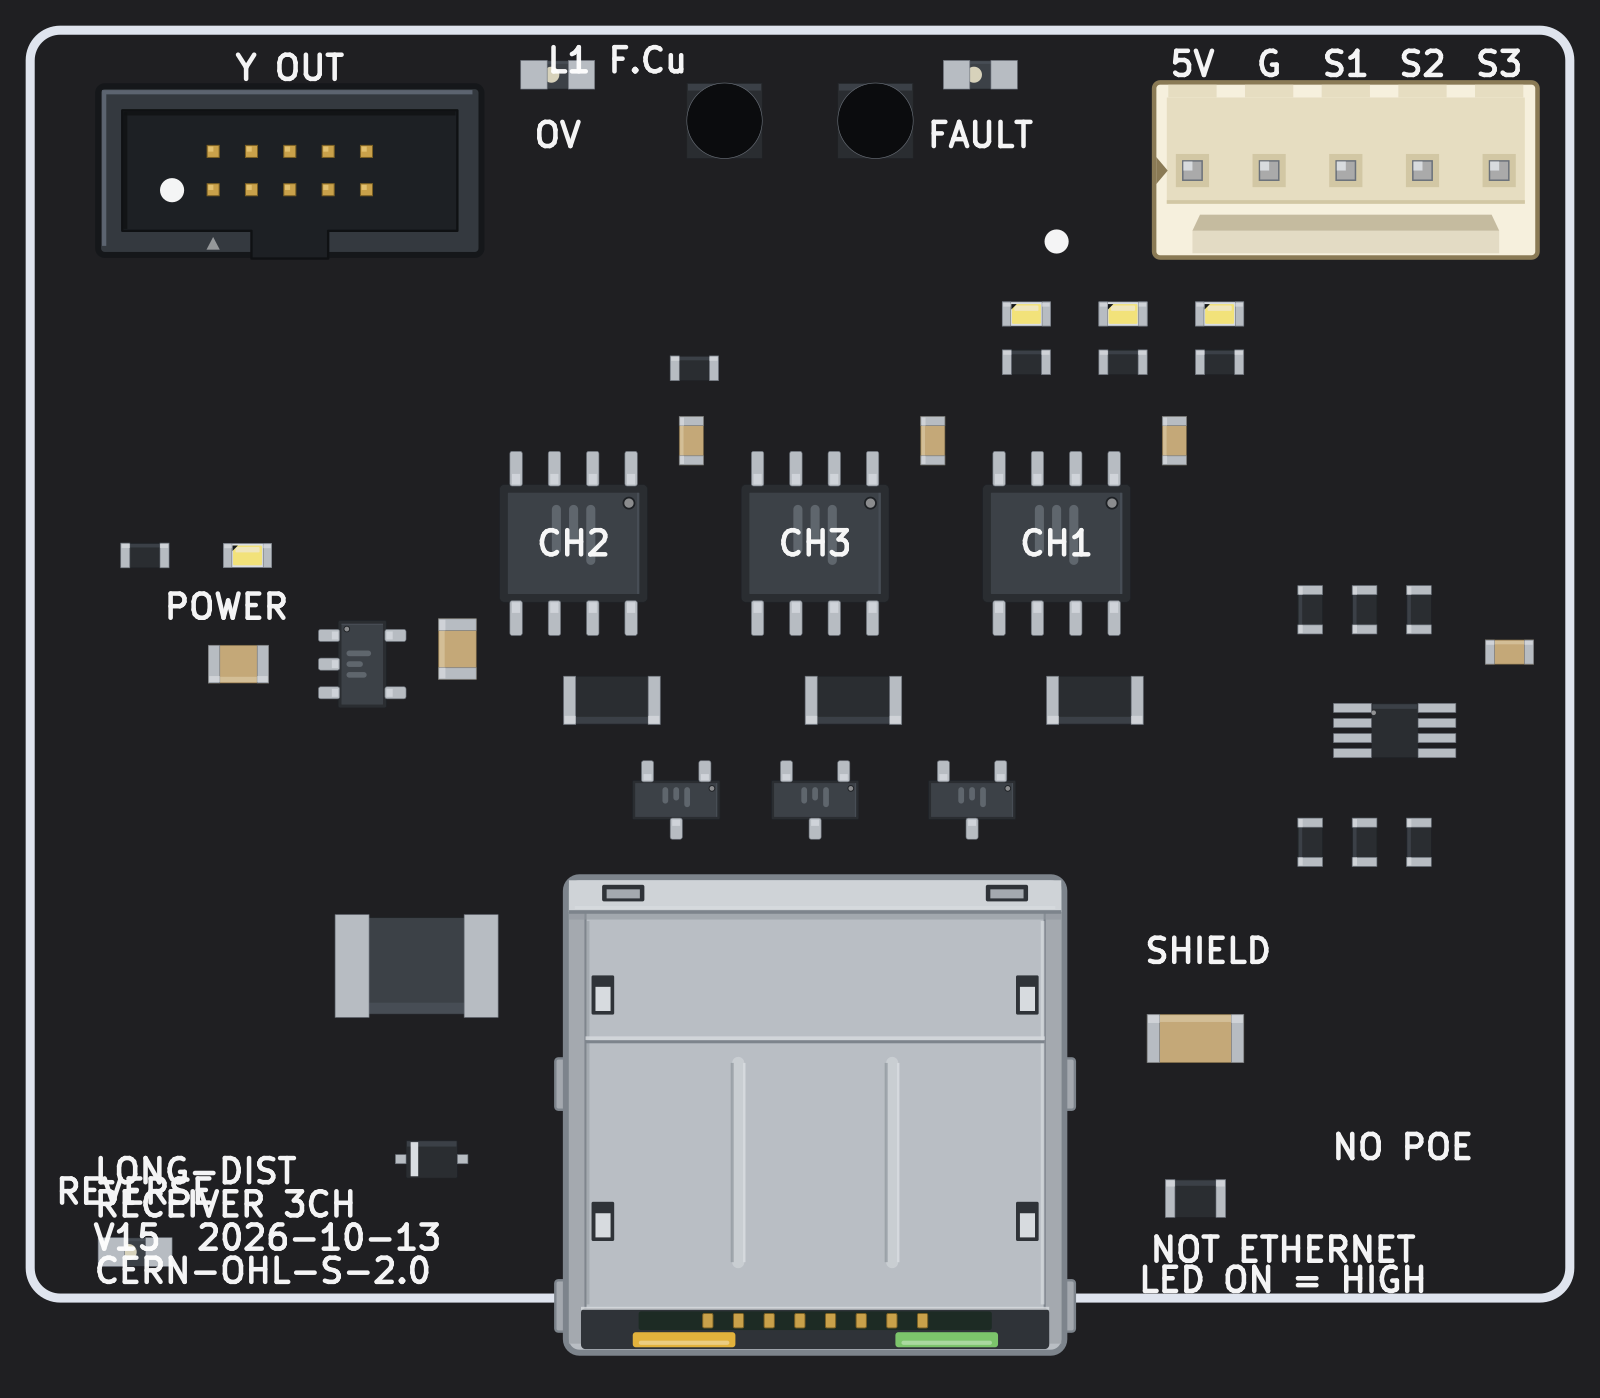 Y OUT
L1 F.Cu
5V G S1 S2 S3
OV
FAULT
CH2
CH3
CH1
POWER
SHIELD
NO POE
LONG-DIST
REVERSE
RECEIVER 3CH
V15 2026-10-13
CERN-OHL-S-2.0
NOT ETHERNET
LED ON = HIGH